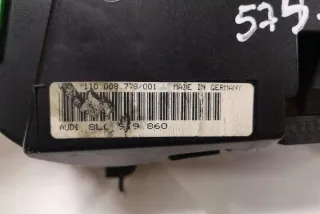 575
110 008 778/001 MADE IN GERMANY
AUDI 8L0 919 860